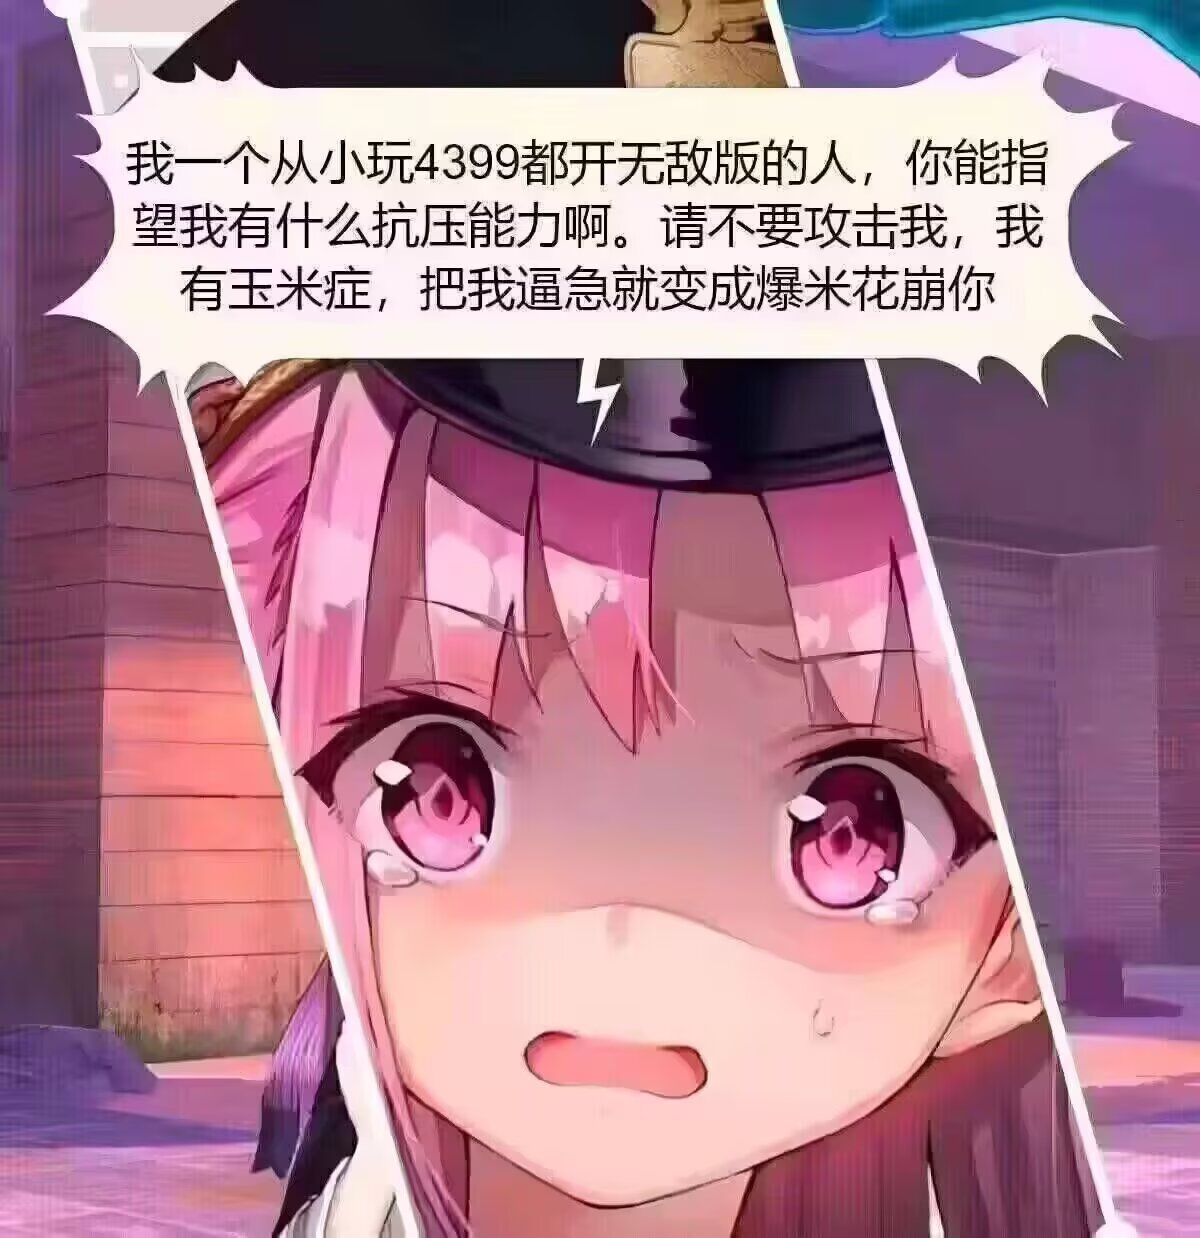 我一个从小玩4399都开无敌版的人，你能指
望我有什么抗压能力啊。请不要攻击我，我
有玉米症，把我逼急就变成爆米花崩你